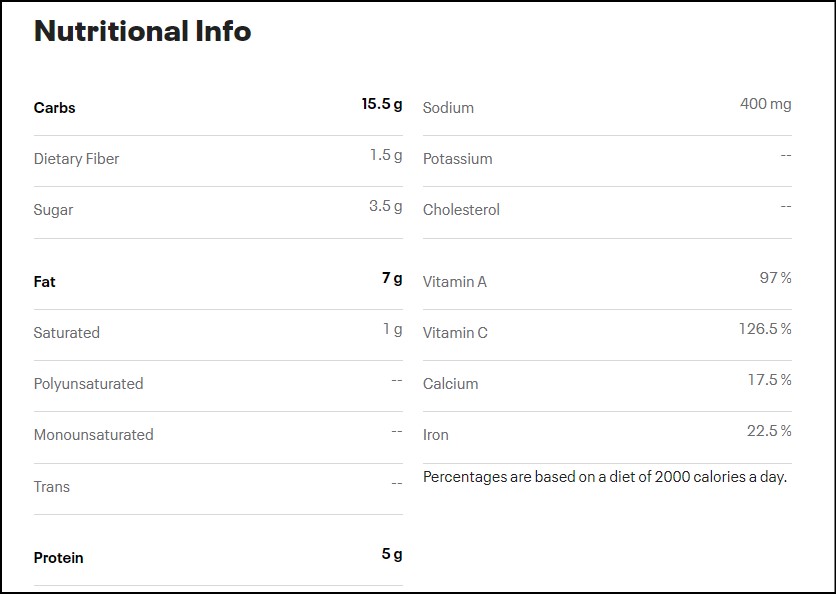 Nutritional Info
Carbs 15.5 g
Dietary Fiber 1.5 g
Sugar 3.5 g
Fat 7 g
Saturated 1 g
Polyunsaturated --
Monounsaturated --
Trans --
Protein 5 g
Sodium 400 mg
Potassium --
Cholesterol --
Vitamin A 97 %
Vitamin C 126.5 %
Calcium 17.5 %
Iron 22.5 %
Percentages are based on a diet of 2000 calories a day.